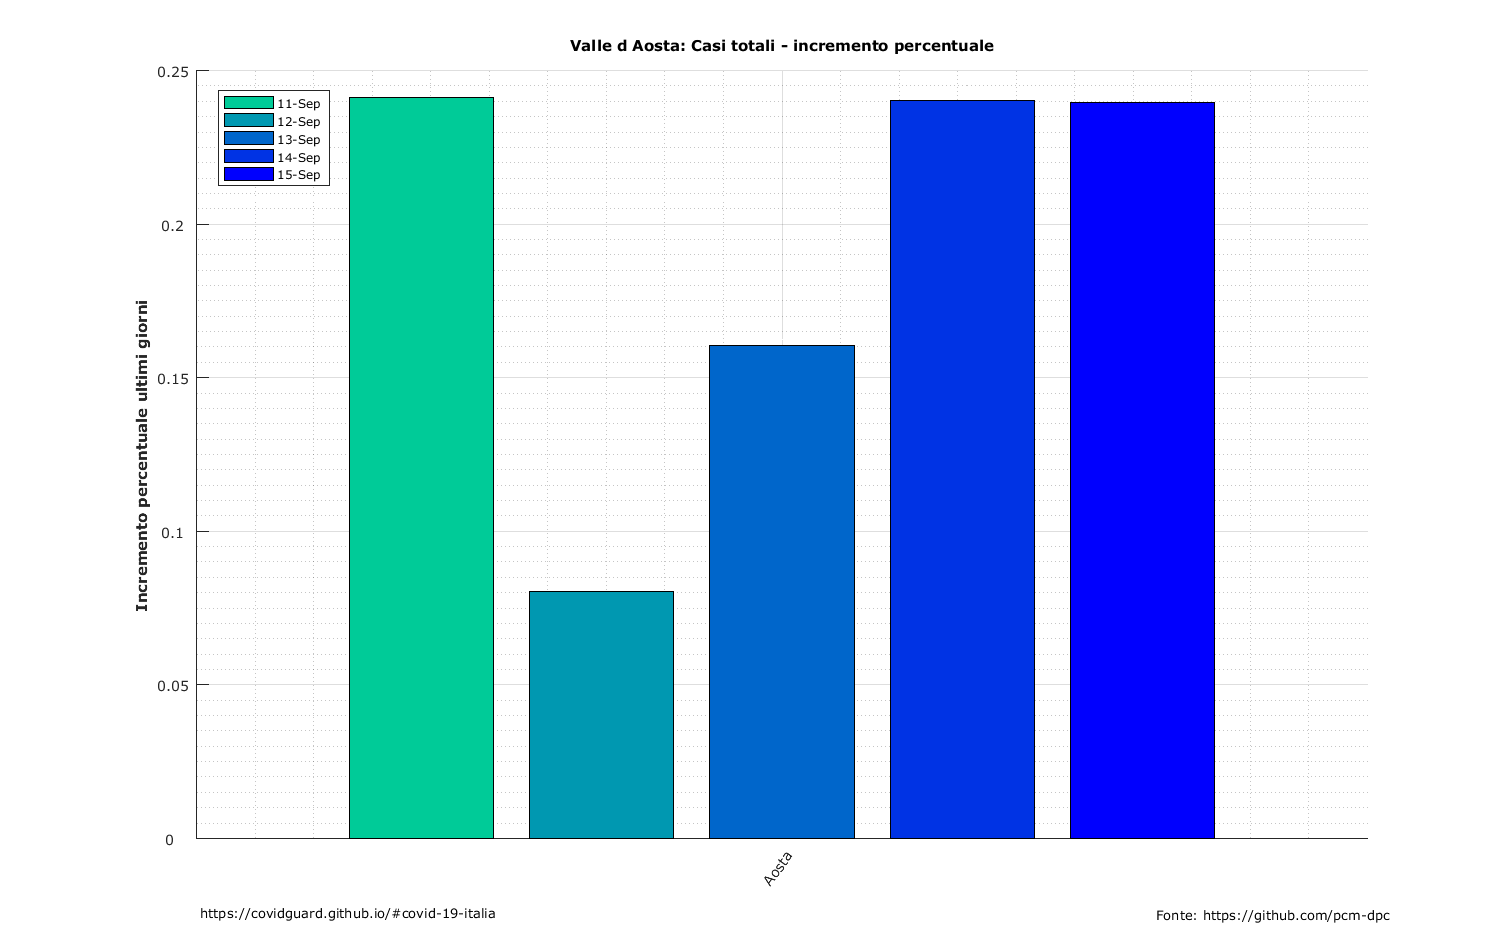 Valle d Aosta: Casi totali - incremento percentuale
0.25
0.2
0.15
0.1
0.05
0
Incremento percentuale ultimi giorni
11-Sep
12-Sep
13-Sep
14-Sep
15-Sep
Aosta
https://covidguard.github.io/#covid-19-italia
Fonte: https://github.com/pcm-dpc